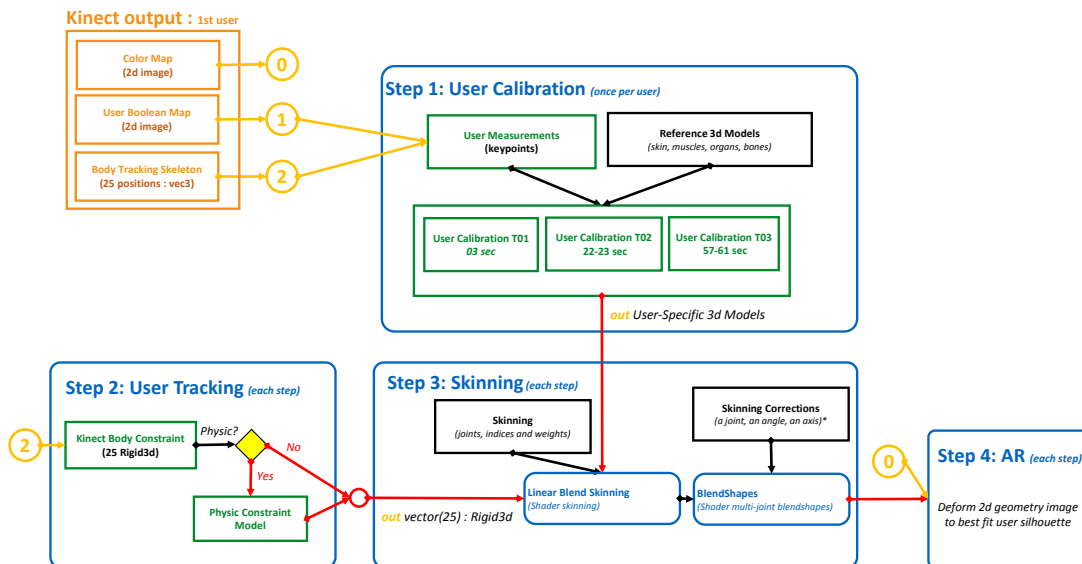 Kinect output : 1st user
Color Map
(2d image)
0
User Boolean Map
(2d image)
1
Body Tracking Skeleton
(25 positions : vec3)
2
Step 1: User Calibration (once per user)
User Measurements
(keypoints)
Reference 3d Models
(skin, muscles, organs, bones)
User Calibration T01
03 sec
User Calibration T02
22-23 sec
User Calibration T03
57-61 sec
out User-Specific 3d Models
Step 2: User Tracking (each step)
2
Kinect Body Constraint
(25 Rigid3d)
Physic?
No
Yes
Physic Constraint
Model
Step 3: Skinning (each step)
Skinning
(joints, indices and weights)
Skinning Corrections
(a joint, an angle, an axis)*
out vector(25) : Rigid3d
Linear Blend Skinning
(Shader skinning)
BlendShapes
(Shader multi-joint blendshapes)
0
Step 4: AR (each step)
Deform 2d geometry image
to best fit user silhouette